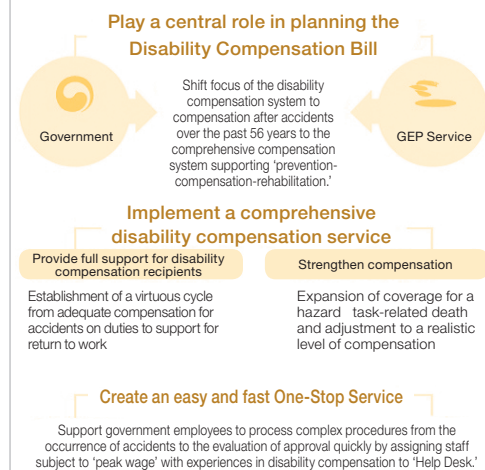 Play a central role in planning the
Disability Compensation Bill
Government
Shift focus of the disability
compensation system to
compensation after accidents
over the past 56 years to the
comprehensive compensation
system supporting ‘prevention-
compensation-rehabilitation.’
GEP Service
Implement a comprehensive
disability compensation service
Provide full support for disability
compensation recipients
Establishment of a virtuous cycle
from adequate compensation for
accidents on duties to support for
return to work
Strengthen compensation
Expansion of coverage for a
hazard task-related death
and adjustment to a realistic
level of compensation
Create an easy and fast One-Stop Service
Support government employees to process complex procedures from the
occurrence of accidents to the evaluation of approval quickly by assigning staff
subject to ‘peak wage’ with experiences in disability compensation to ‘Help Desk.’